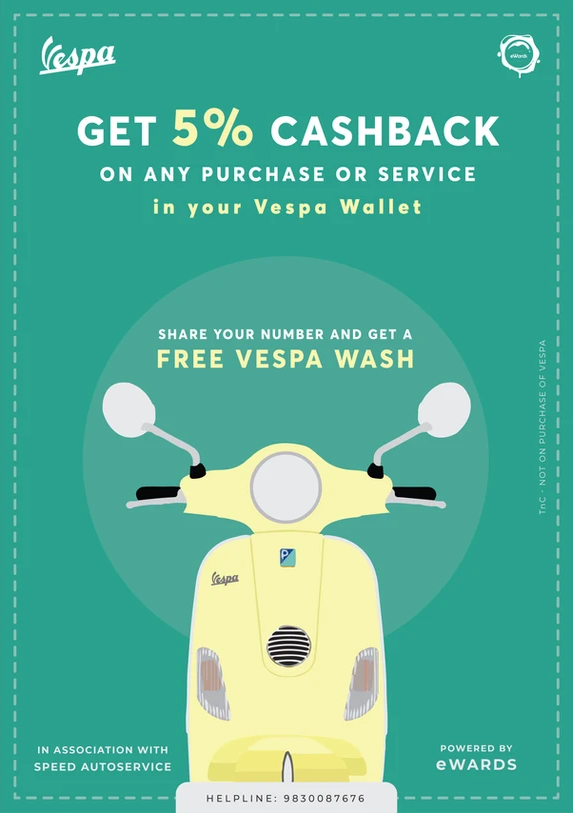 Vespa
eWards
GET 5% CASHBACK
ON ANY PURCHASE OR SERVICE
in your Vespa Wallet
SHARE YOUR NUMBER AND GET A
FREE VESPA WASH
TnC - NOT ON PURCHASE OF VESPA
P
Vespa
IN ASSOCIATION WITH
SPEED AUTOSERVICE
POWERED BY
eWARDS
HELPLINE: 9830087676